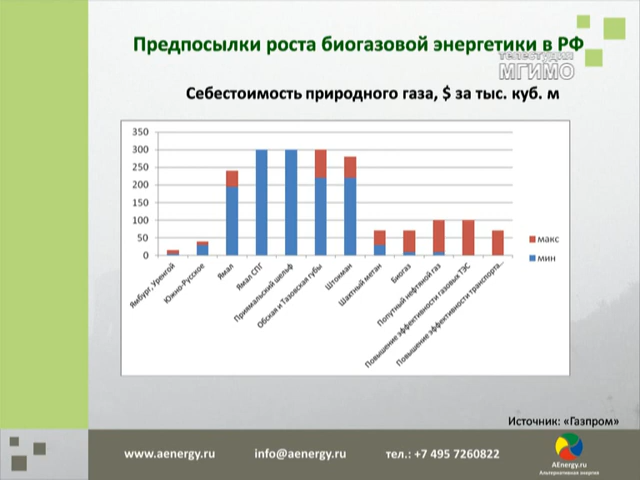 Предпосылки роста биогазовой энергетики в РФ
телестудия
МГИМО
Себестоимость природного газа, $ за тыс. куб. м
350
300
250
200
150
100
50
0
Ямбург, Уренгой
Южно-Русское
Ямал
Ямал СПГ
Приямальский шельф
Обская и Тазовская губы
Штокман
Шахтный метан
Биогаз
Попутный нефтяной газ
Повышение эффективности газовых ТЭС
Повышение эффективности транспорта...
макс
мин
Источник: «Газпром»
www.aenergy.ru
info@aenergy.ru
тел.: +7 495 7260822
AEnergy.ru
Альтернативная энергия